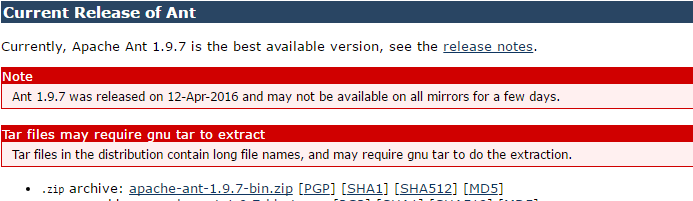 Current Release of Ant
Currently, Apache Ant 1.9.7 is the best available version, see the release notes.
Note
Ant 1.9.7 was released on 12-Apr-2016 and may not be available on all mirrors for a few days.
Tar files may require gnu tar to extract
Tar files in the distribution contain long file names, and may require gnu tar to do the extraction.
• .zip archive: apache-ant-1.9.7-bin.zip [PGP] [SHA1] [SHA512] [MD5]